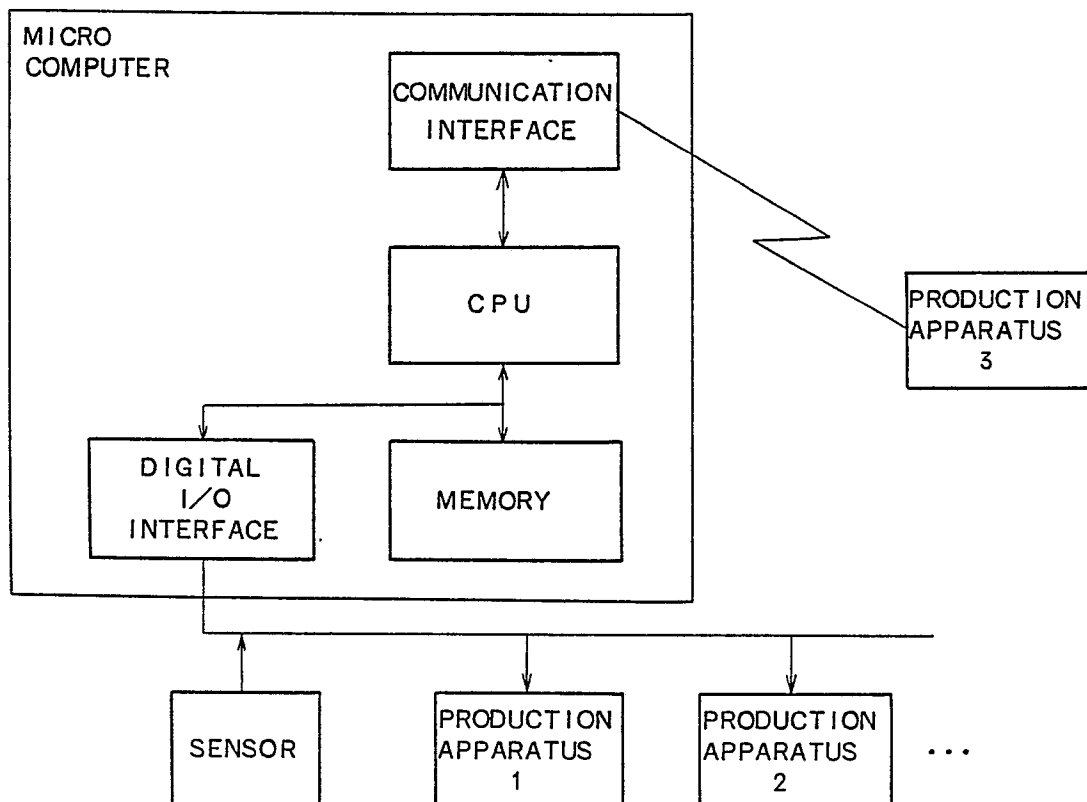 MICRO
COMPUTER
COMMUNICATION
INTERFACE
CPU
PRODUCTION
APPARATUS
3
DIGITAL
I/O
INTERFACE
MEMORY
SENSOR
PRODUCTION
APPARATUS
1
PRODUCTION
APPARATUS
2
...